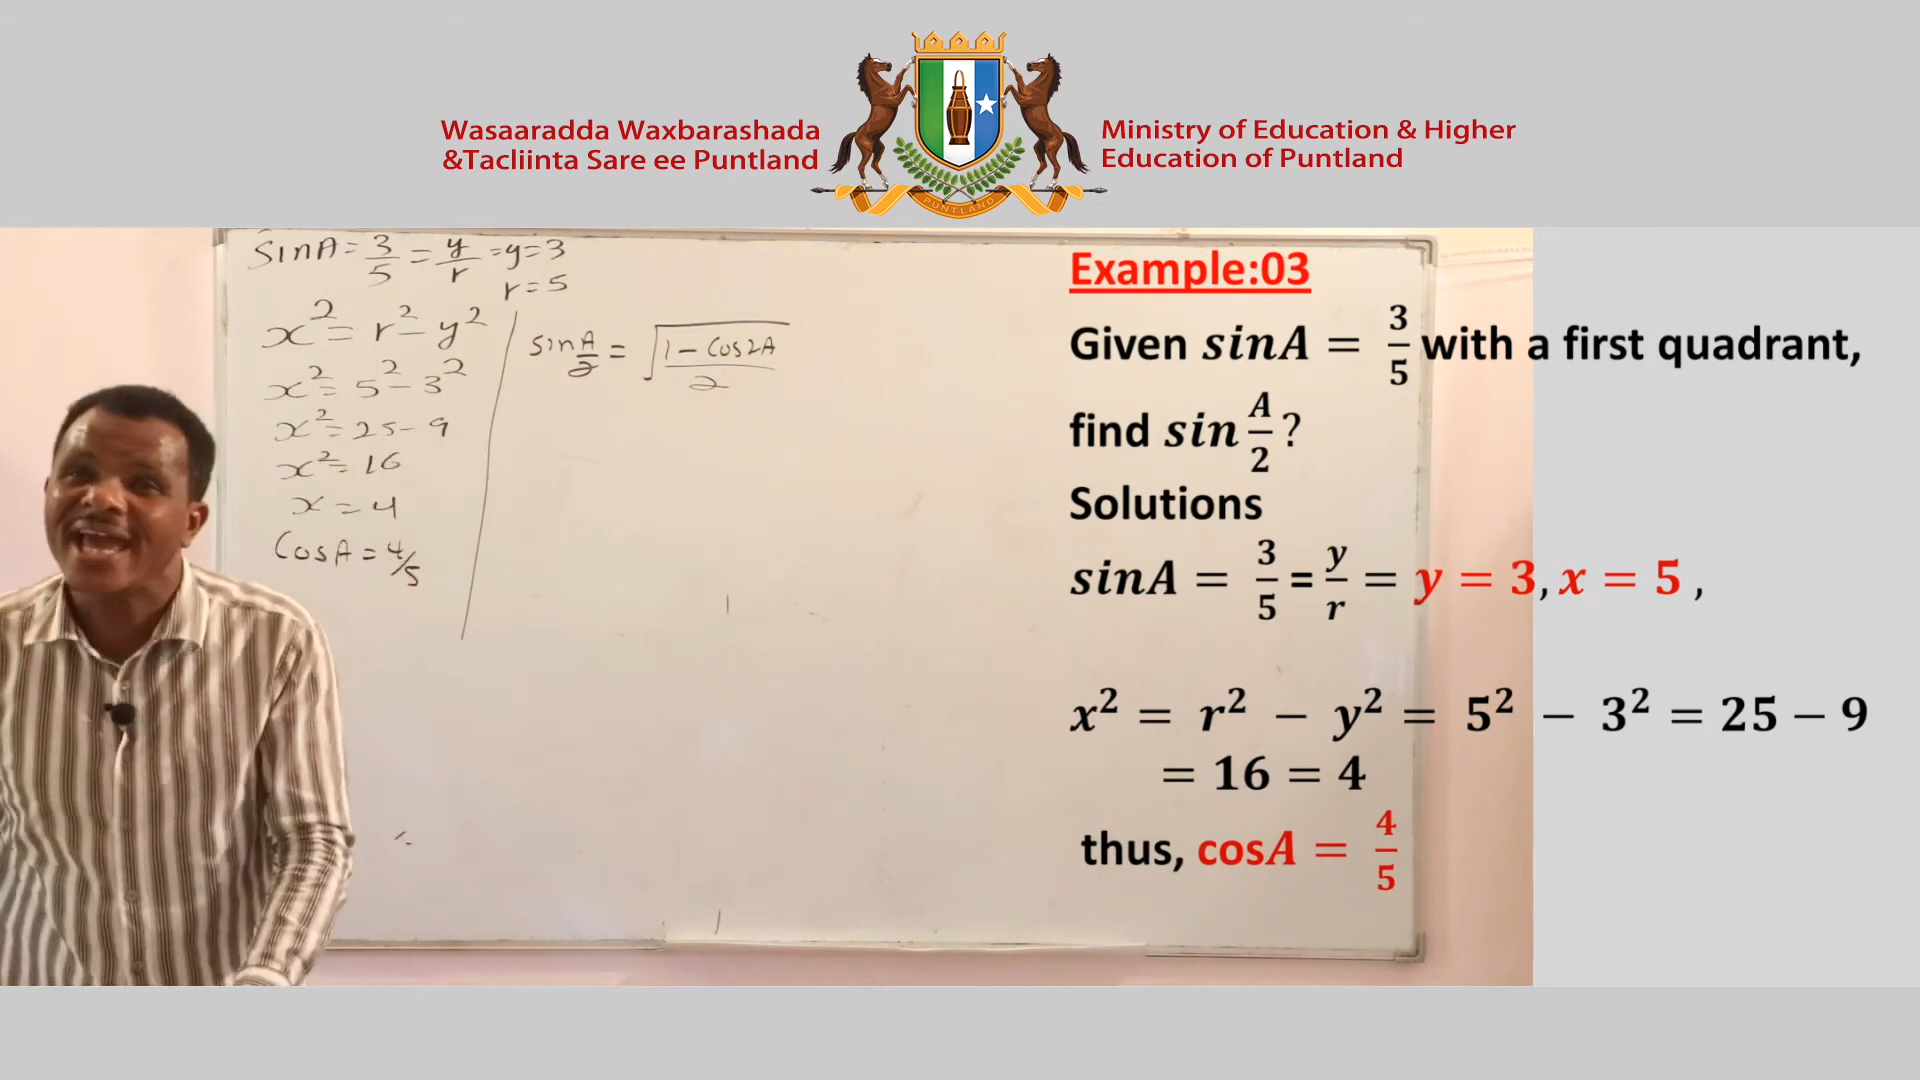 Wasaaradda Waxbarashada
&Tacliinta Sare ee Puntland
PUNTLAND
Ministry of Education & Higher
Education of Puntland
sinA = 3/5 = y/r = y=3
r=5
x² = r² - y²
x² = 5² - 3²
x² = 25 - 9
x² = 16
x = 4
CosA = 4/5
sin A/2 = √(1 - Cos2A / 2)
Example:03
Given sinA = 3/5 with a first quadrant,
find sin A/2 ?
Solutions
sinA = 3/5 = y/r = y = 3, x = 5 ,
x² = r² − y² = 5² − 3² = 25 − 9
= 16 = 4
thus, cosA = 4/5